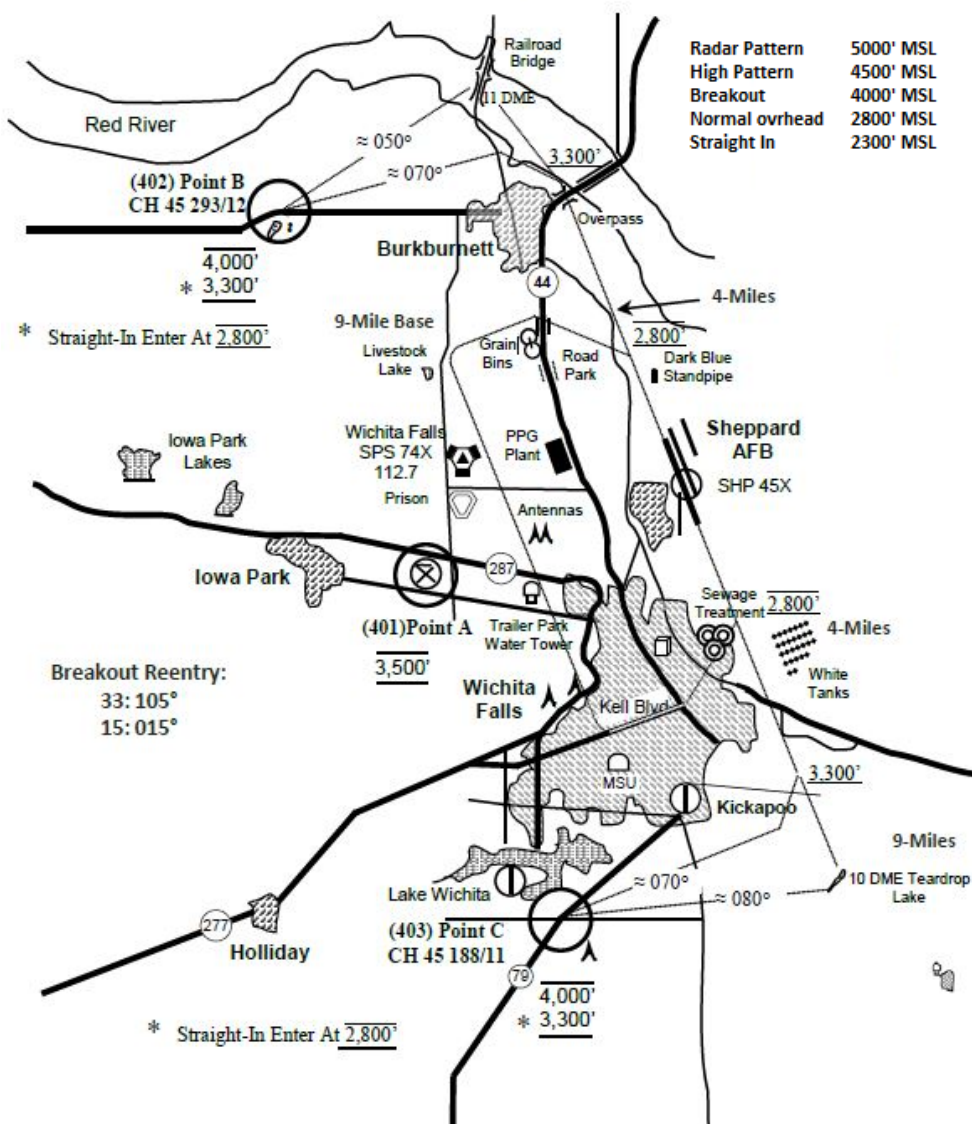 Railroad
Bridge
Radar Pattern 5000' MSL
High Pattern 4500' MSL
Breakout 4000' MSL
Normal ovrhead 2800' MSL
Straight In 2300' MSL
11 DME
Red River
≈ 050°
≈ 070°
3,300'
(402) Point B
CH 45 293/12
Overpass
Burkburnett
4,000'
* 3,300'
44
4-Miles
* Straight-In Enter At 2,800'
9-Mile Base
2,800'
Livestock
Lake
Grain
Bins
Road
Park
Dark Blue
Standpipe
Iowa Park
Lakes
Wichita Falls
SPS 74X
112.7
PPG
Plant
Sheppard
AFB
SHP 45X
Prison
Antennas
287
Iowa Park
Sewage
Treatment
2,800'
(401)Point A
3,500'
Trailer Park
Water Tower
4-Miles
White
Tanks
Breakout Reentry:
33: 105°
15: 015°
Wichita
Falls
Kell Blvd
MSU
3,300'
Kickapoo
9-Miles
≈ 070°
≈ 080°
10 DME Teardrop
Lake
Lake Wichita
277
Holliday
(403) Point C
CH 45 188/11
79
4,000'
* 3,300'
* Straight-In Enter At 2,800'